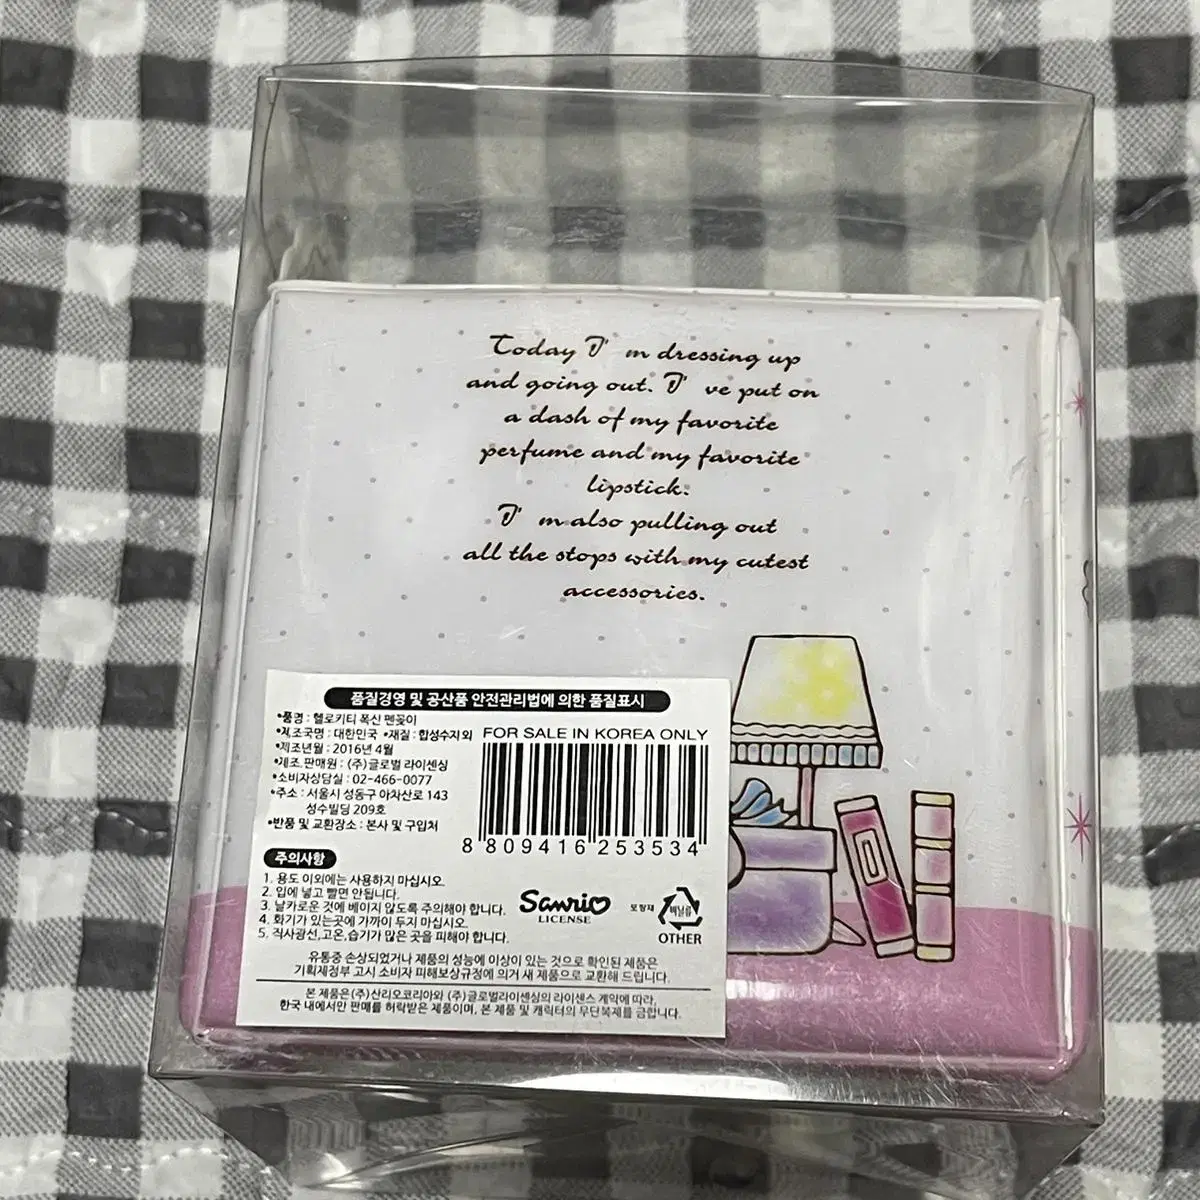 Today I' m dressing up
and going out. I' ve put on
a dash of my favorite
perfume and my favorite
lipstick.
I' m also pulling out
all the stops with my cutest
accessories.
품질경영 및 공산품 안전관리법에 의한 품질표시
•품명 : 헬로키티 폭신 펜꽂이
•제조국명 : 대한민국 •재질 : 합성수지 외
•제조년월 : 2016년 4월
•제조 판매원 : (주)글로벌 라이센싱
•소비자상담실 : 02-466-0077
•주소 : 서울시 성동구 아차산로 143
성수빌딩 209호
•반품 및 교환장소 : 본사 및 구입처
FOR SALE IN KOREA ONLY
8 809416 253534
주의사항
1. 용도 이외에는 사용하지 마십시오.
2. 입에 넣고 빨면 안됩니다.
3. 날카로운 것에 베이지 않도록 주의해야 합니다.
4. 화기가 있는곳에 가까이 두지 마십시오.
5. 직사광선,고온,습기가 많은 곳을 피해야 합니다.
Sanrio
LICENSE
포장재
비닐류
OTHER
유통중 손상되었거나 제품의 성능에 이상이 있는 것으로 확인된 제품은
기획제정부 고시 소비자 피해보상규정에 의거 새 제품으로 교환해 드립니다.
본 제품은(주)산리오코리아와 (주)글로벌라이센싱의 라이센스 계약에 따라,
한국 내에서만 판매를 허락받은 제품이며, 본 제품 및 캐릭터의 무단복제를 금합니다.